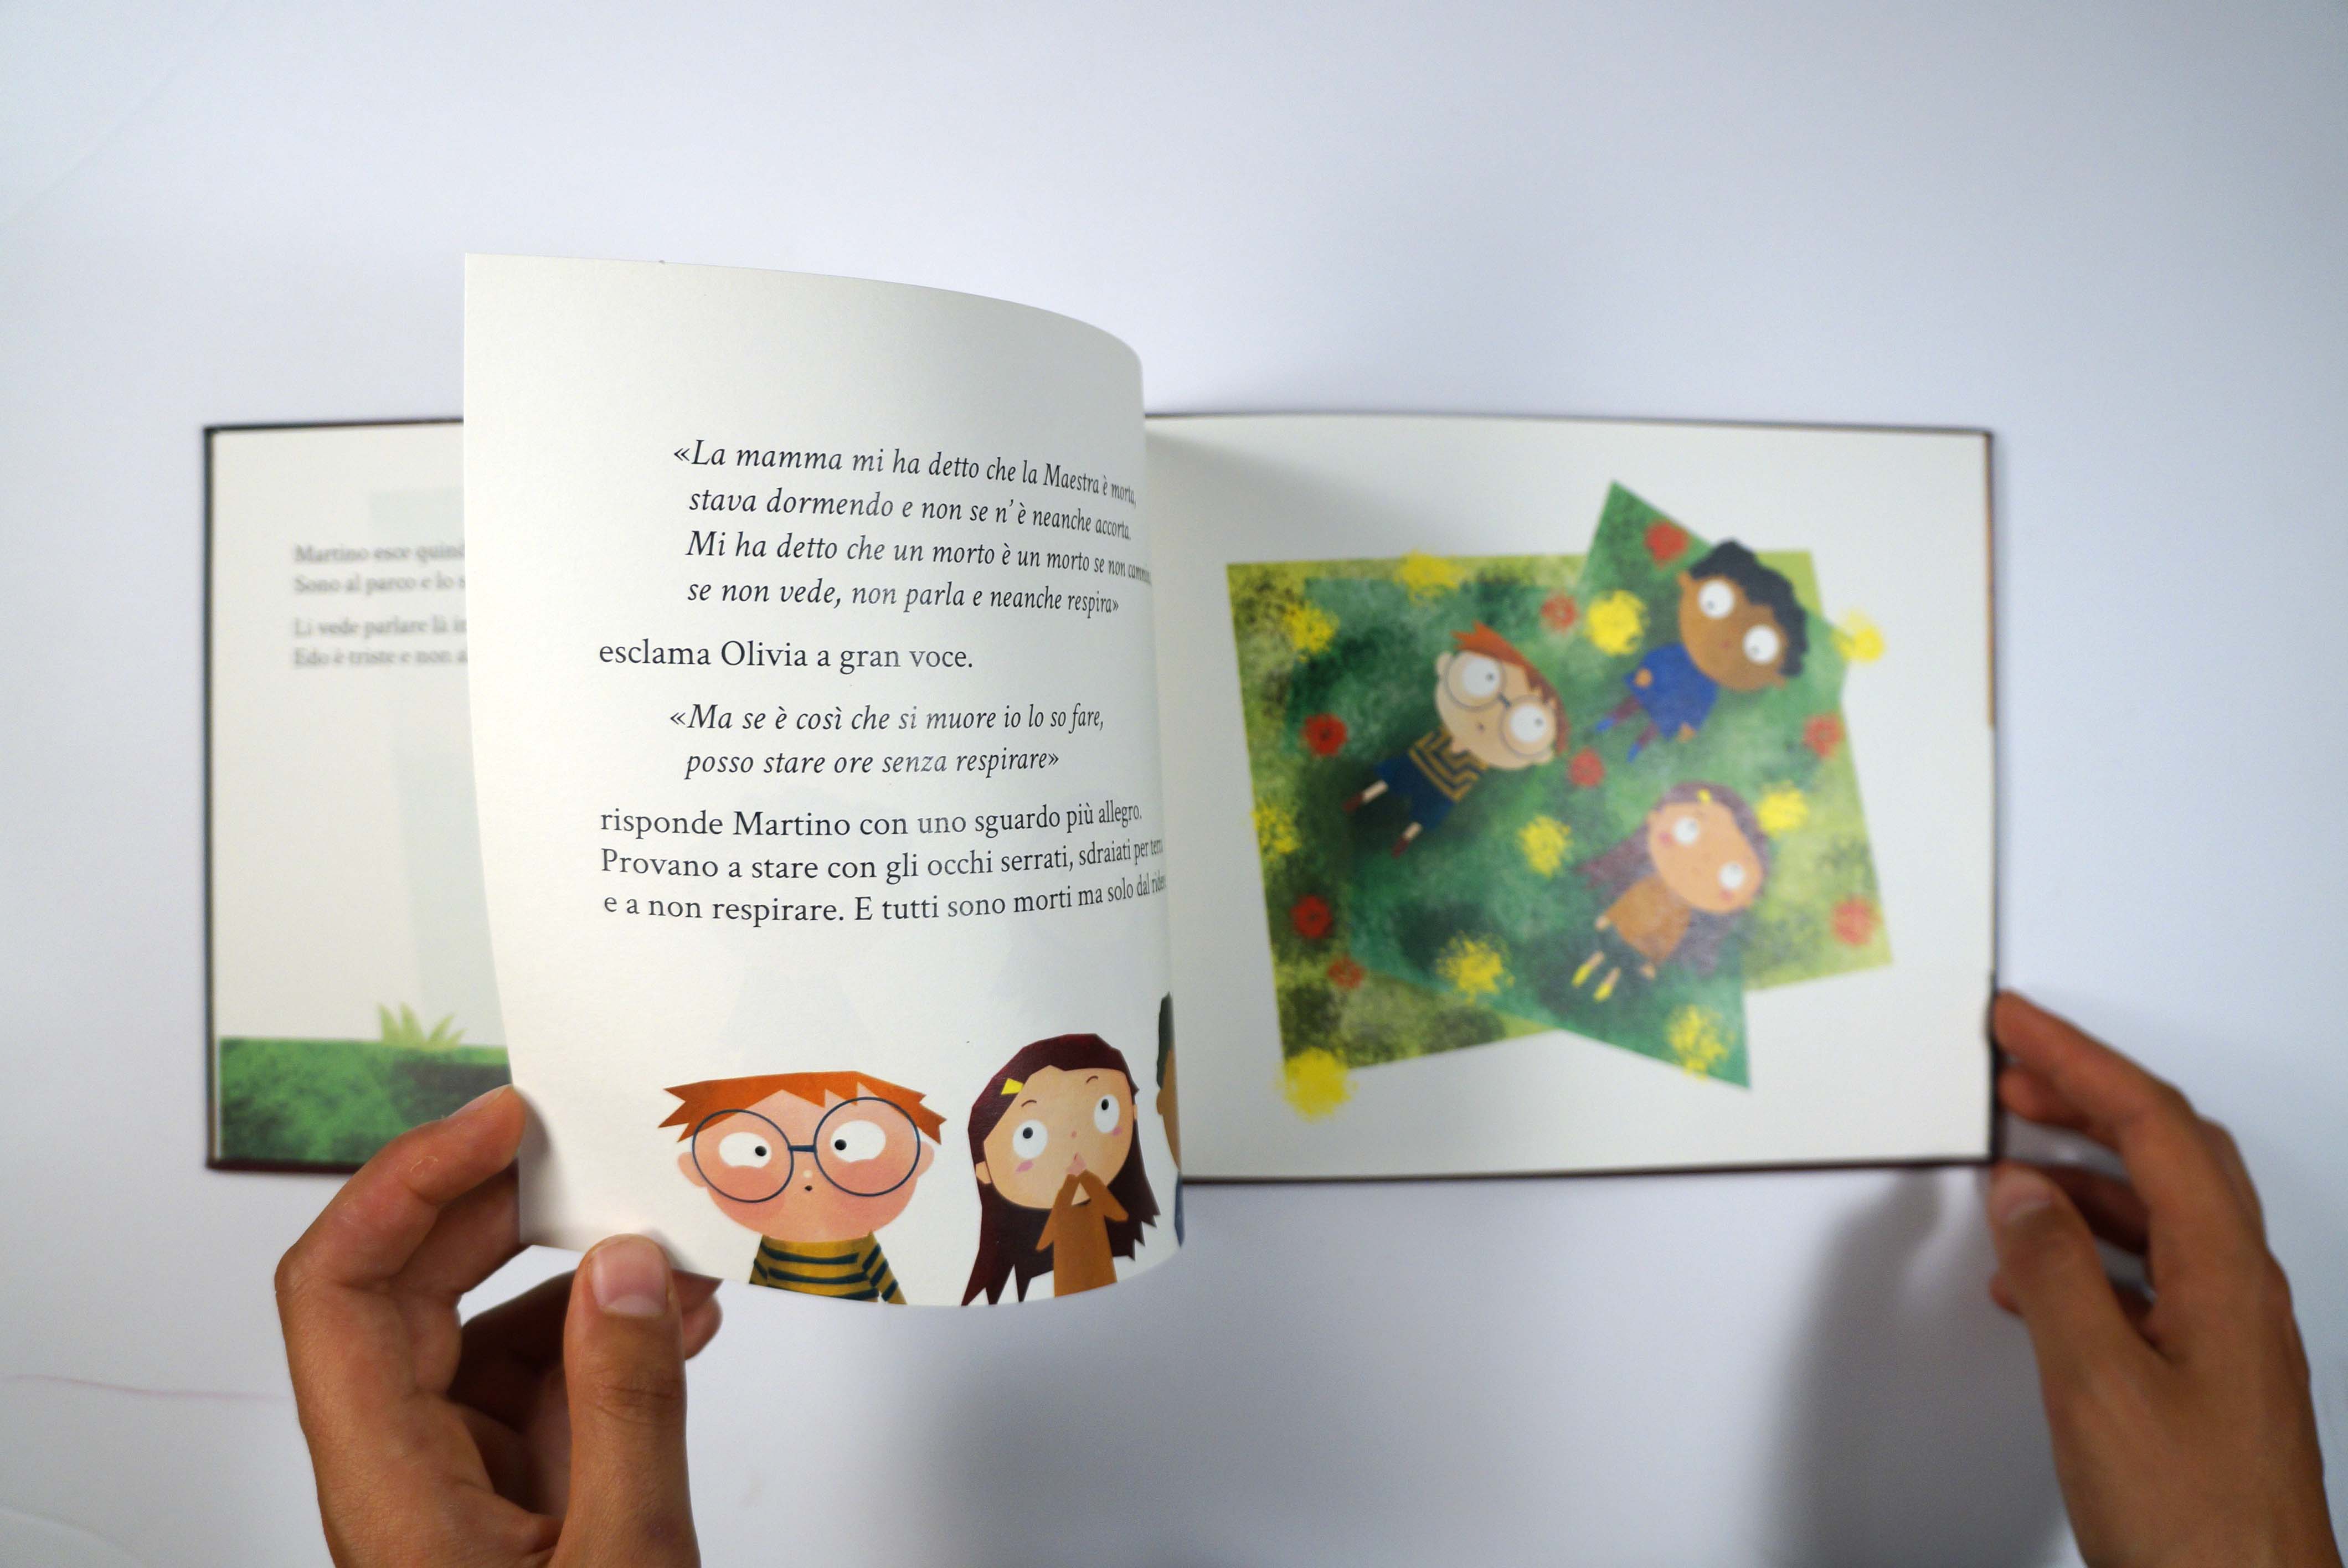 Martino esce
Sono al parco e lo
Li vede parlare là
Edo è triste e non
«La mamma mi ha detto che la Maestra è morta,
stava dormendo e non se n'è neanche accorta.
Mi ha detto che un morto è un morto se non
se non vede, non parla e neanche respira»
esclama Olivia a gran voce.
«Ma se è così che si muore io lo so fare,
posso stare ore senza respirare»
risponde Martino con uno sguardo più allegro.
Provano a stare con gli occhi serrati, sdraiati per
e a non respirare. E tutti sono morti ma solo dal